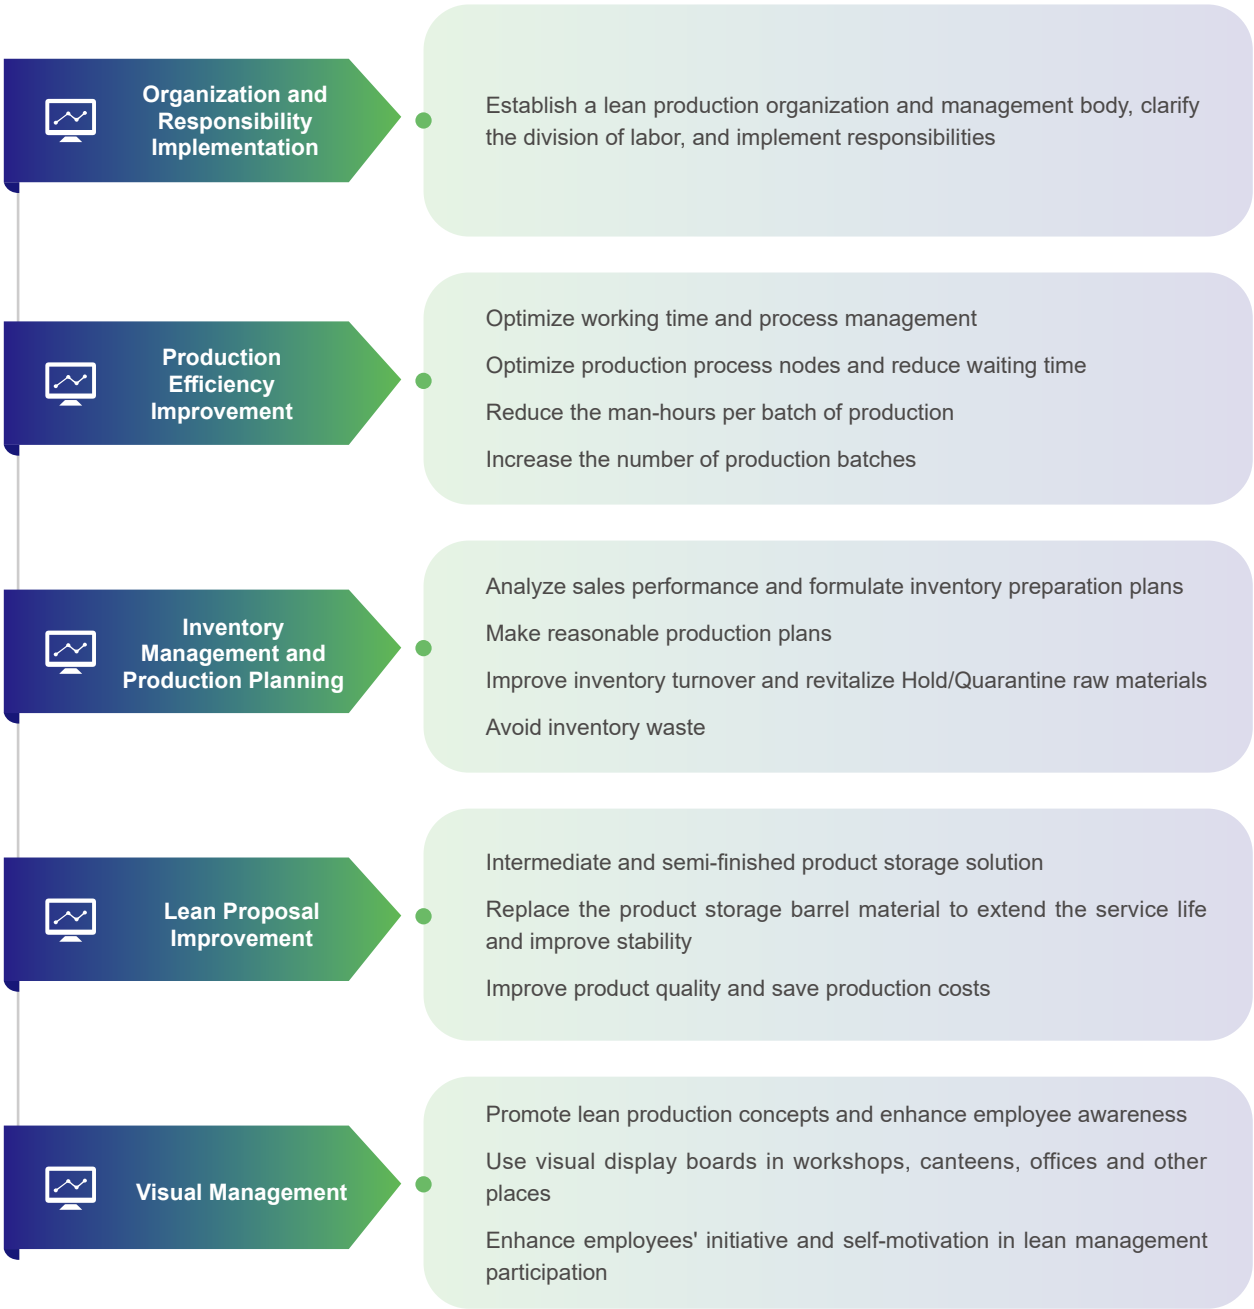 Organization and
Responsibility
Implementation
Establish a lean production organization and management body, clarify
the division of labor, and implement responsibilities
Production
Efficiency
Improvement
Optimize working time and process management
Optimize production process nodes and reduce waiting time
Reduce the man-hours per batch of production
Increase the number of production batches
Inventory
Management and
Production Planning
Analyze sales performance and formulate inventory preparation plans
Make reasonable production plans
Improve inventory turnover and revitalize Hold/Quarantine raw materials
Avoid inventory waste
Lean Proposal
Improvement
Intermediate and semi-finished product storage solution
Replace the product storage barrel material to extend the service life
and improve stability
Improve product quality and save production costs
Visual Management
Promote lean production concepts and enhance employee awareness
Use visual display boards in workshops, canteens, offices and other
places
Enhance employees' initiative and self-motivation in lean management
participation